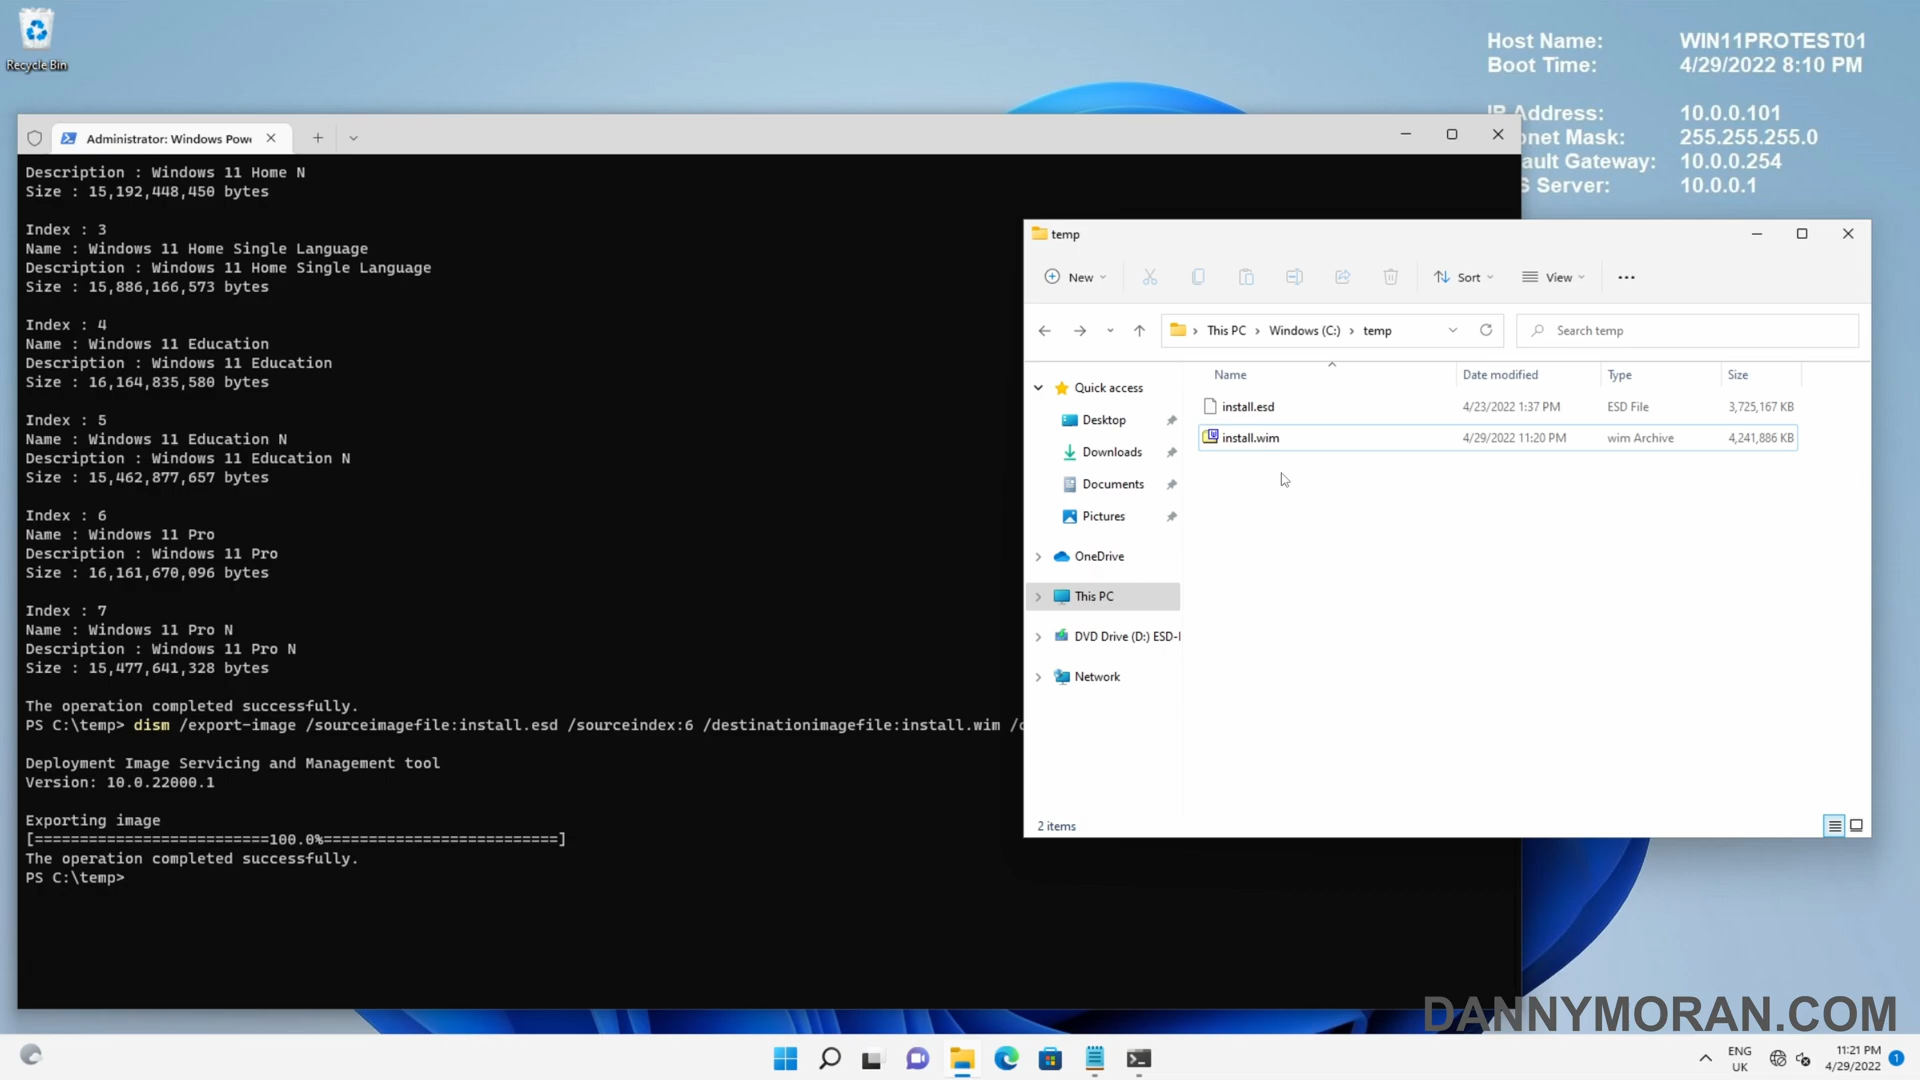 Recycle Bin
Host Name: WIN11PROTEST01
Boot Time: 4/29/2022 8:10 PM
IP Address: 10.0.0.101
net Mask: 255.255.255.0
ault Gateway: 10.0.0.254
S Server: 10.0.0.1
Administrator: Windows Pow
Description : Windows 11 Home N
Size : 15,192,448,450 bytes
Index : 3
Name : Windows 11 Home Single Language
Description : Windows 11 Home Single Language
Size : 15,886,166,573 bytes
Index : 4
Name : Windows 11 Education
Description : Windows 11 Education
Size : 16,164,835,580 bytes
Index : 5
Name : Windows 11 Education N
Description : Windows 11 Education N
Size : 15,462,877,657 bytes
Index : 6
Name : Windows 11 Pro
Description : Windows 11 Pro
Size : 16,161,670,096 bytes
Index : 7
Name : Windows 11 Pro N
Description : Windows 11 Pro N
Size : 15,477,641,328 bytes
The operation completed successfully.
PS C:\temp> dism /export-image /sourceimagefile:install.esd /sourceindex:6 /destinationimagefile:install.wim /
Deployment Image Servicing and Management tool
Version: 10.0.22000.1
Exporting image
[==========================100.0%==========================]
The operation completed successfully.
PS C:\temp>
temp
New
Sort
View
This PC > Windows (C:) > temp
Search temp
Name Date modified Type Size
install.esd 4/23/2022 1:37 PM ESD File 3,725,167 KB
install.wim 4/29/2022 11:20 PM wim Archive 4,241,886 KB
Quick access
Desktop
Downloads
Documents
Pictures
OneDrive
This PC
DVD Drive (D:) ESD-I
Network
2 items
DANNYMORAN.COM
ENG
UK
11:21 PM
4/29/2022
1